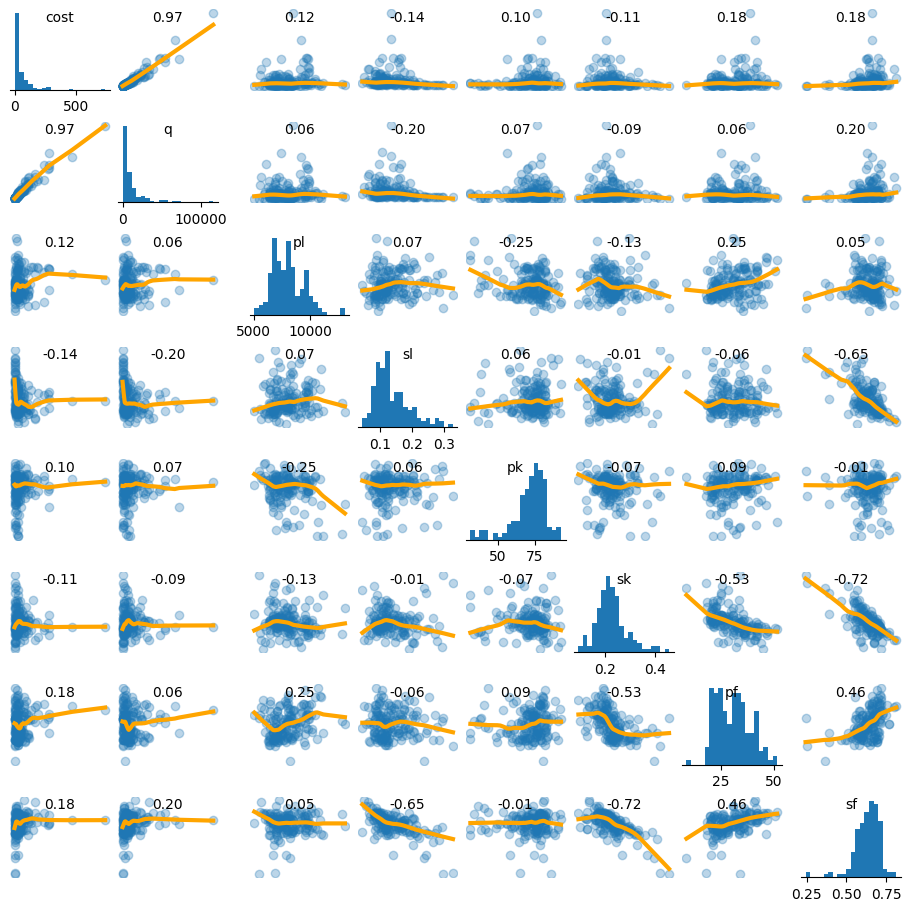 cost 0.97 0.12 -0.14 0.10 -0.11 0.18 0.18
0 500
0.97 q 0.06 -0.20 0.07 -0.09 0.06 0.20
0 100000
0.12 0.06 pl 0.07 -0.25 -0.13 0.25 0.05
5000 10000
-0.14 -0.20 0.07 sl 0.06 -0.01 -0.06 -0.65
0.1 0.2 0.3
0.10 0.07 -0.25 0.06 pk -0.07 0.09 -0.01
50 75
-0.11 -0.09 -0.13 -0.01 -0.07 sk -0.53 -0.72
0.2 0.4
0.18 0.06 0.25 -0.06 0.09 -0.53 pf 0.46
25 50
0.18 0.20 0.05 -0.65 -0.01 -0.72 0.46 sf
0.25 0.50 0.75